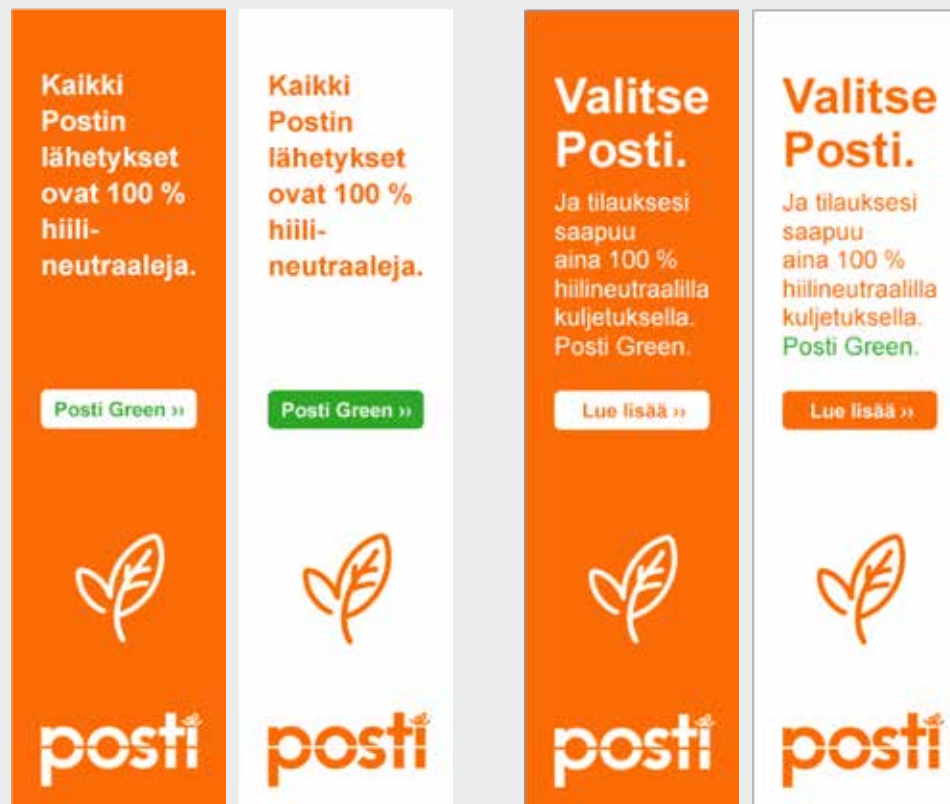 Kaikki
Postin
lähetykset
ovat 100 %
hiili-
neutraaleja.
Posti Green ››
posti
Kaikki
Postin
lähetykset
ovat 100 %
hiili-
neutraaleja.
Posti Green ››
posti
Valitse
Posti.
Ja tilauksesi
saapuu
aina 100 %
hiilineutraalilla
kuljetuksella.
Posti Green.
Lue lisää ››
posti
Valitse
Posti.
Ja tilauksesi
saapuu
aina 100 %
hiilineutraalilla
kuljetuksella.
Posti Green.
Lue lisää ››
posti